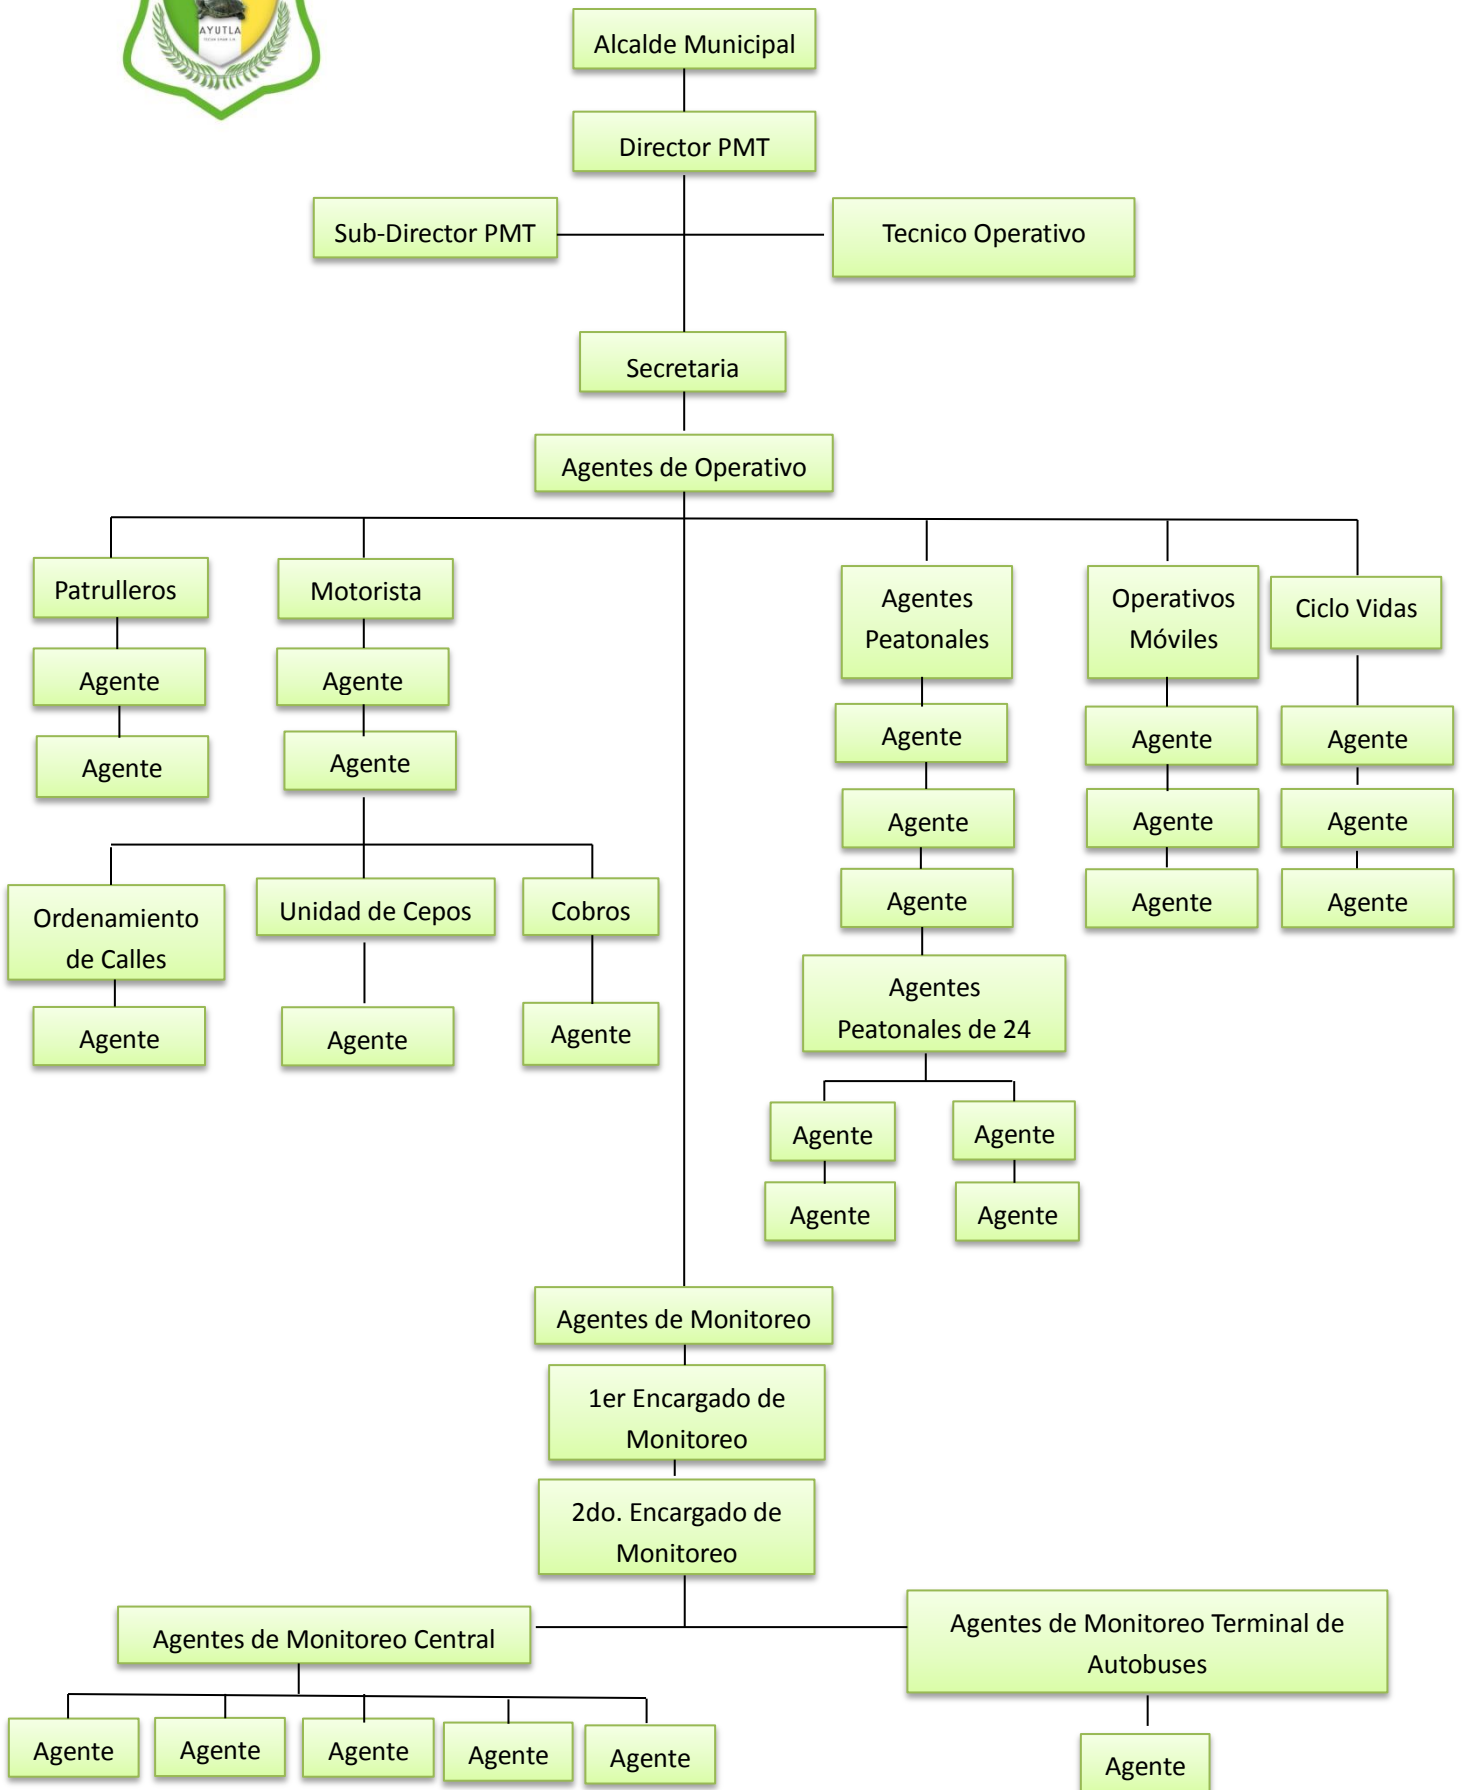 AYUTLA
Alcalde Municipal
Director PMT
Sub-Director PMT
Tecnico Operativo
Secretaria
Agentes de Operativo
Patrulleros
Motorista
Agentes
Peatonales
Operativos
Móviles
Ciclo Vidas
Agente
Agente
Agente
Agente
Agente
Agente
Agente
Agente
Agente
Agente
Agente
Agente
Agente
Ordenamiento
de Calles
Unidad de Cepos
Cobros
Agente
Agente
Agente
Agentes
Peatonales de 24
Agente
Agente
Agente
Agente
Agentes de Monitoreo
1er Encargado de
Monitoreo
2do. Encargado de
Monitoreo
Agentes de Monitoreo Central
Agentes de Monitoreo Terminal de
Autobuses
Agente
Agente
Agente
Agente
Agente
Agente